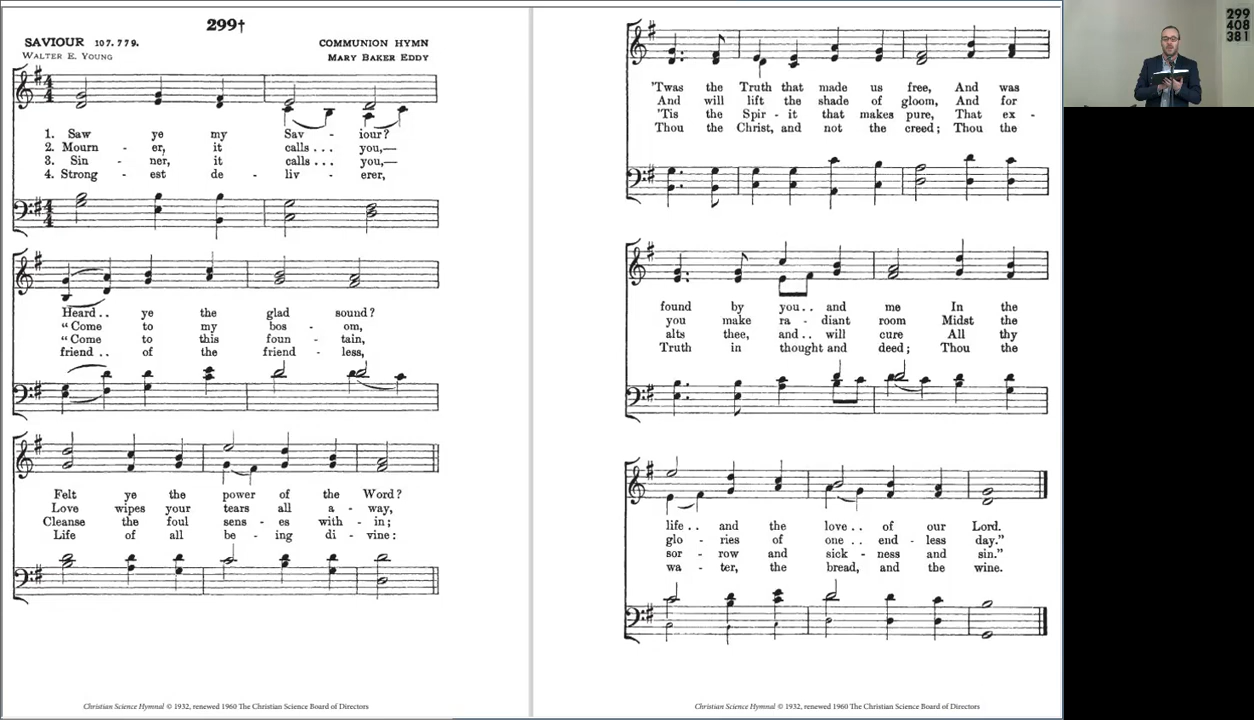 299†
SAVIOUR 107. 779.
COMMUNION HYMN
WALTER E. YOUNG
MARY BAKER EDDY
1. Saw ye my Sav - iour?
2. Mourn - er, it calls . . . you,—
3. Sin - ner, it calls . . . you,—
4. Strong - est de - liv - erer,
Heard . . ye the glad sound?
“ Come to my bos - om,
“ Come to this foun - tain,
friend . . of the friend - less,
Felt ye the power of the Word?
Love wipes your tears all a - way,
Cleanse the foul sens - es with - in;
Life of all be - ing di - vine:
’Twas the Truth that made us free, And was
And will lift the shade of gloom, And for
’Tis the Spir - it that makes pure, That ex -
Thou the Christ, and not the creed; Thou the
found by you . . and me In the
you make ra - diant room Midst the
alts thee, and . . will cure All thy
Truth in thought and deed; Thou the
life . . and the love . . of our Lord.
glo - ries of one . . end - less day.”
sor - row and sick - ness and sin.”
wa - ter, the bread, and the wine.
Christian Science Hymnal © 1932, renewed 1960 The Christian Science Board of Directors
Christian Science Hymnal © 1932, renewed 1960 The Christian Science Board of Directors
299
408
381